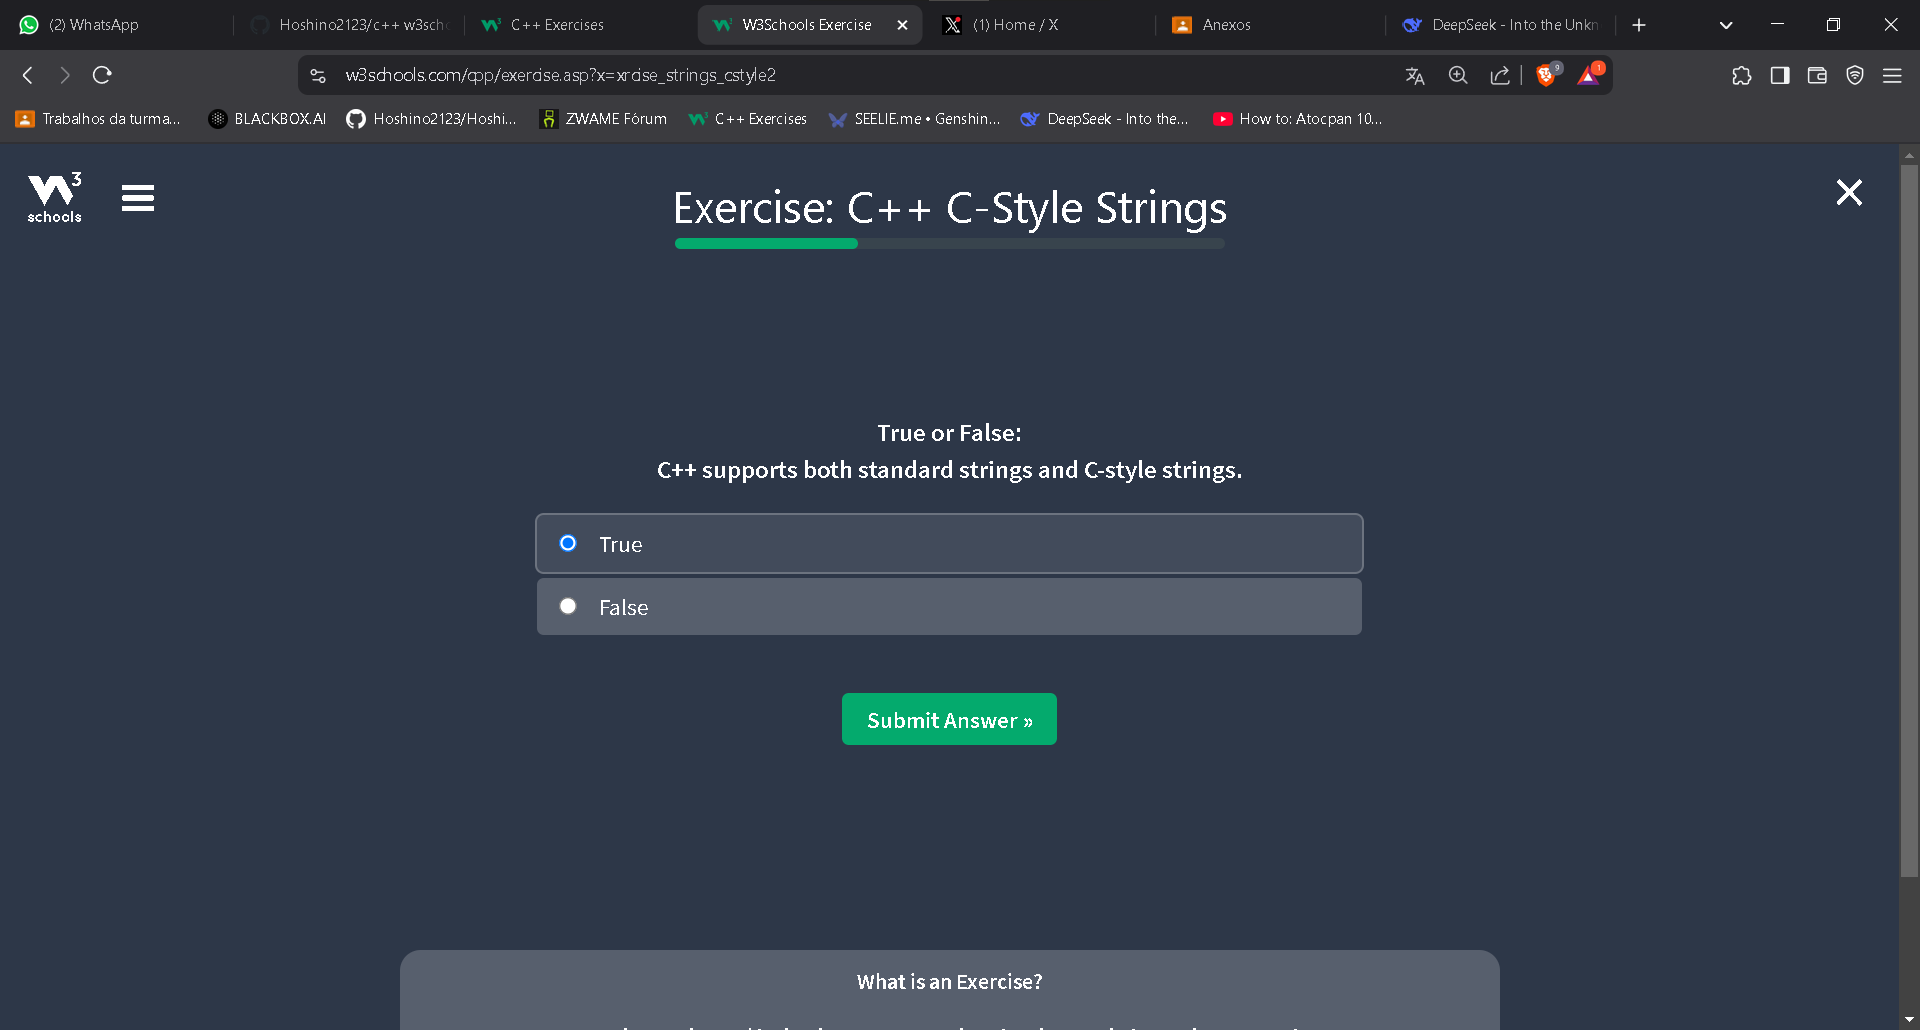 (2) WhatsApp
Hoshino2123/c++ w3scho
C++ Exercises
W3Schools Exercise
(1) Home / X
Anexos
DeepSeek - Into the Unkn
w3schools.com/cpp/exercise.asp?x=xrcise_strings_cstyle2
9
1
Trabalhos da turma...
BLACKBOX.AI
Hoshino2123/Hoshi...
ZWAME Fórum
C++ Exercises
SEELIE.me • Genshin...
DeepSeek - Into the...
How to: Atocpan 10...
W3
schools
Exercise: C++ C-Style Strings
True or False:
C++ supports both standard strings and C-style strings.
True
False
Submit Answer »
What is an Exercise?